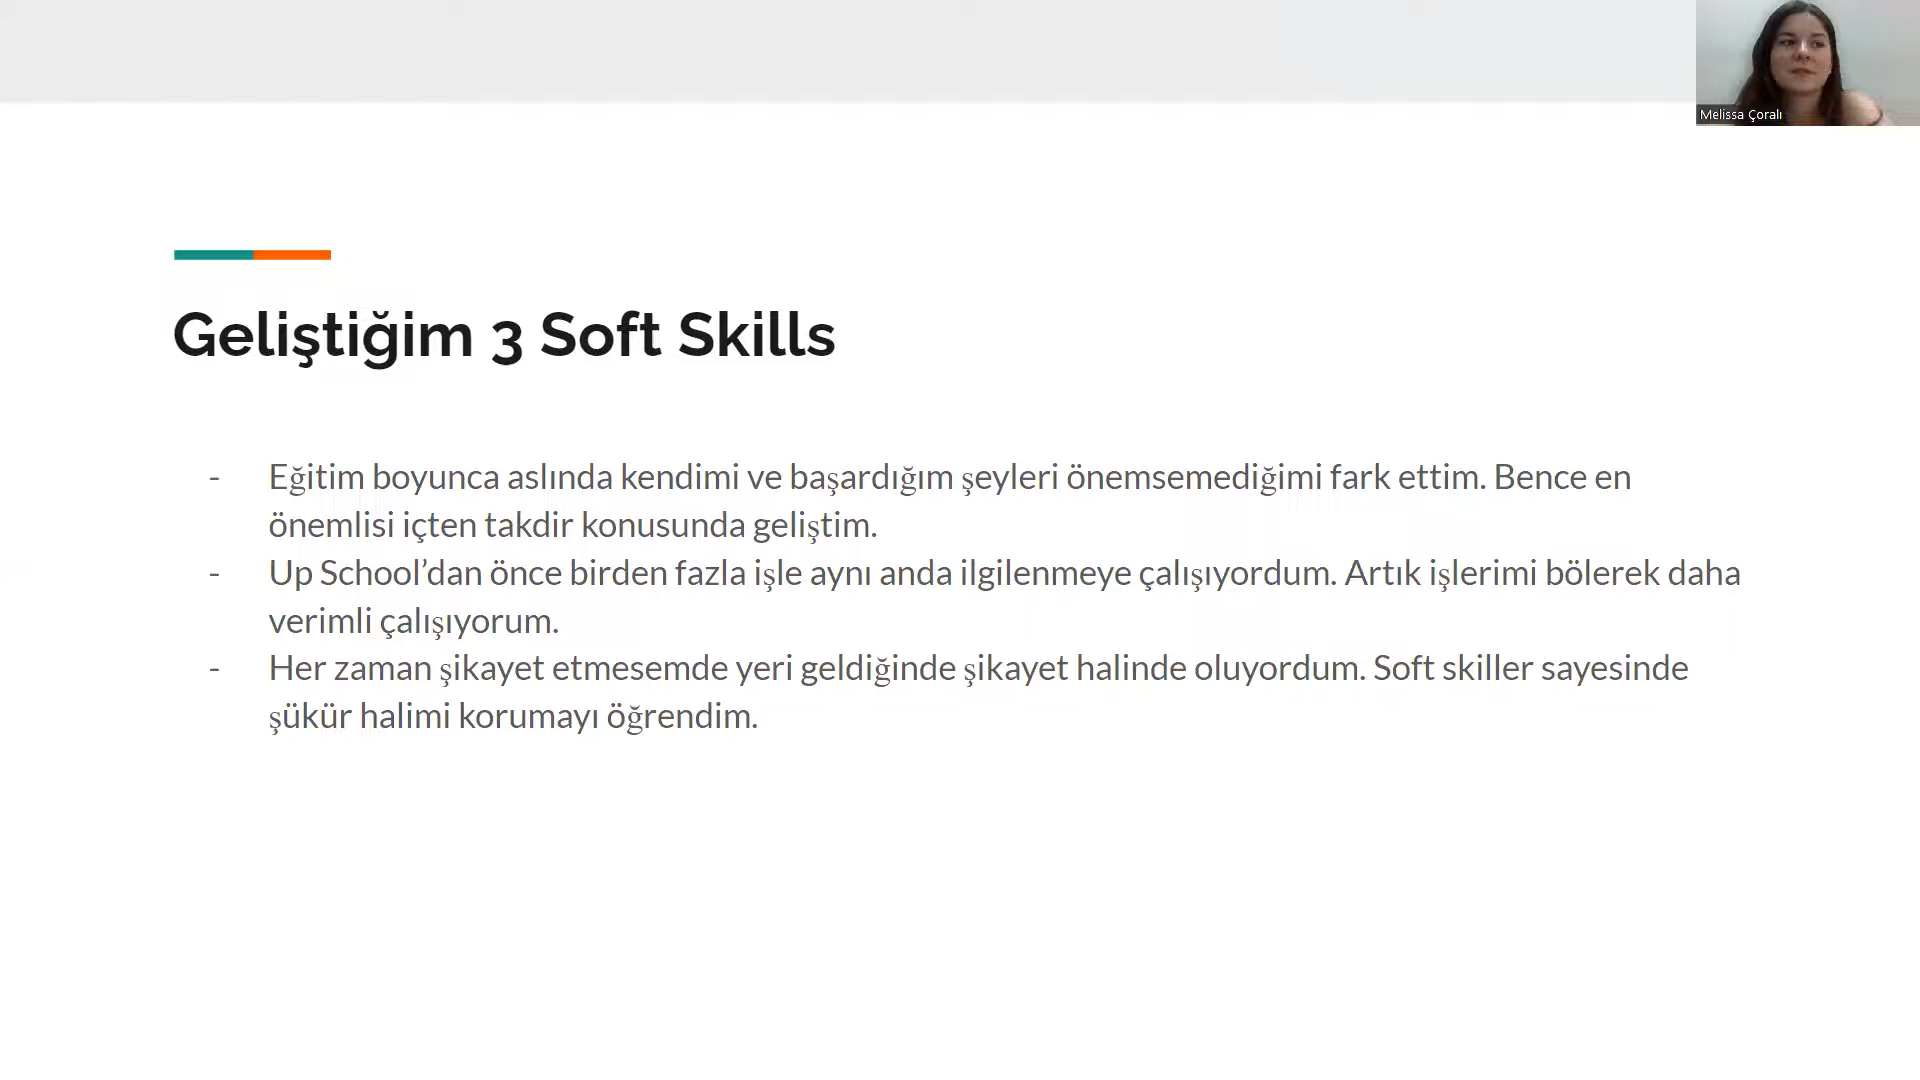 Melissa Çoralı
Geliştiğim 3 Soft Skills
- Eğitim boyunca aslında kendimi ve başardığım şeyleri önemsemediğimi fark ettim. Bence en
önemlisi içten takdir konusunda geliştim.
- Up School’dan önce birden fazla işle aynı anda ilgilenmeye çalışıyordum. Artık işlerimi bölerek daha
verimli çalışıyorum.
- Her zaman şikayet etmesemde yeri geldiğinde şikayet halinde oluyordum. Soft skiller sayesinde
şükür halimi korumayı öğrendim.